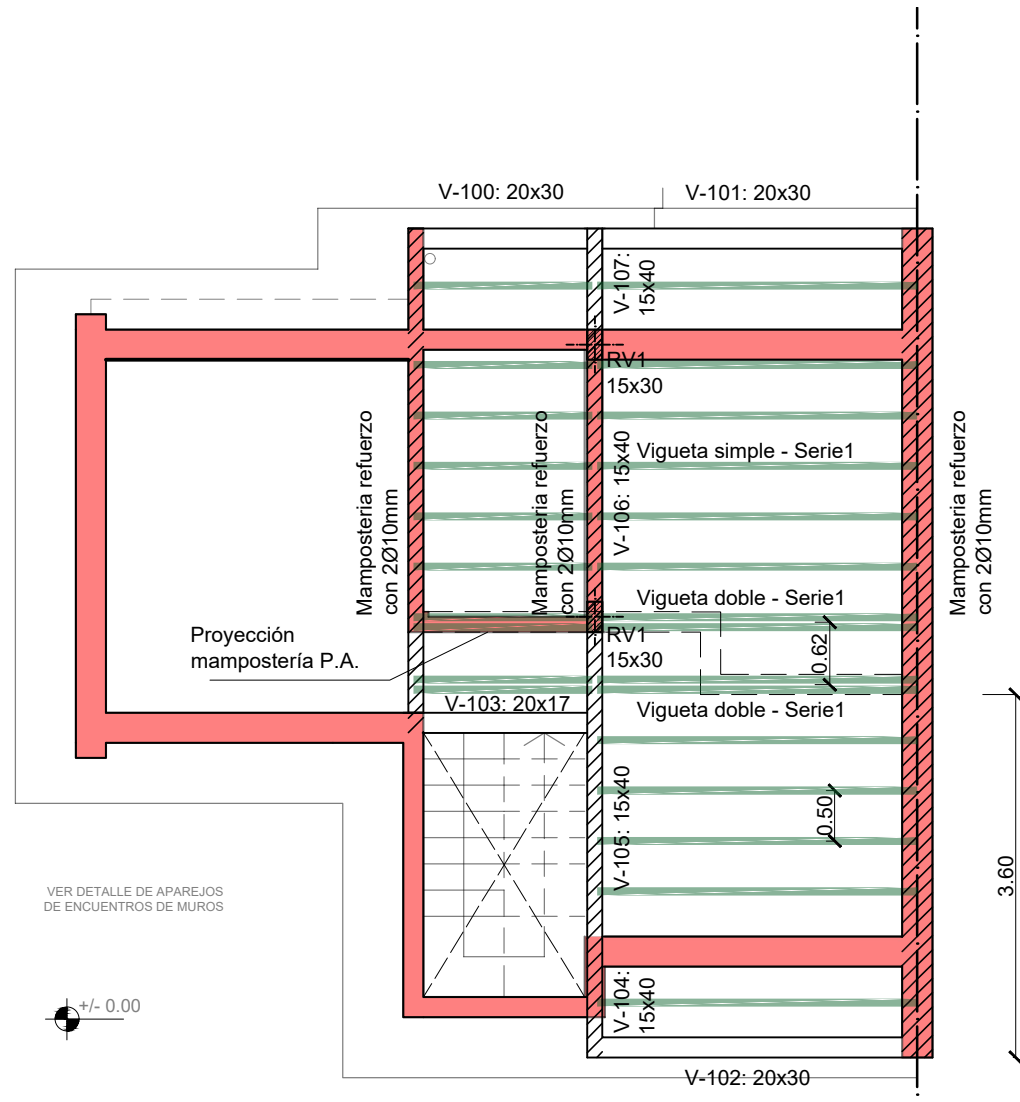 V-100: 20x30
V-101: 20x30
V-107:
15x40
RV1
15x30
Mamposteria refuerzo
con 2Ø10mm
Mamposteria refuerzo
con 2Ø10mm
V-106: 15x40
Vigueta simple - Serie1
Mamposteria refuerzo
con 2Ø10mm
Vigueta doble - Serie1
Proyección
mampostería P.A.
RV1
15x30
0.62
V-103: 20x17
Vigueta doble - Serie1
V-105: 15x40
0.50
3.60
VER DETALLE DE APAREJOS
DE ENCUENTROS DE MUROS
+/- 0.00
V-104:
15x40
V-102: 20x30